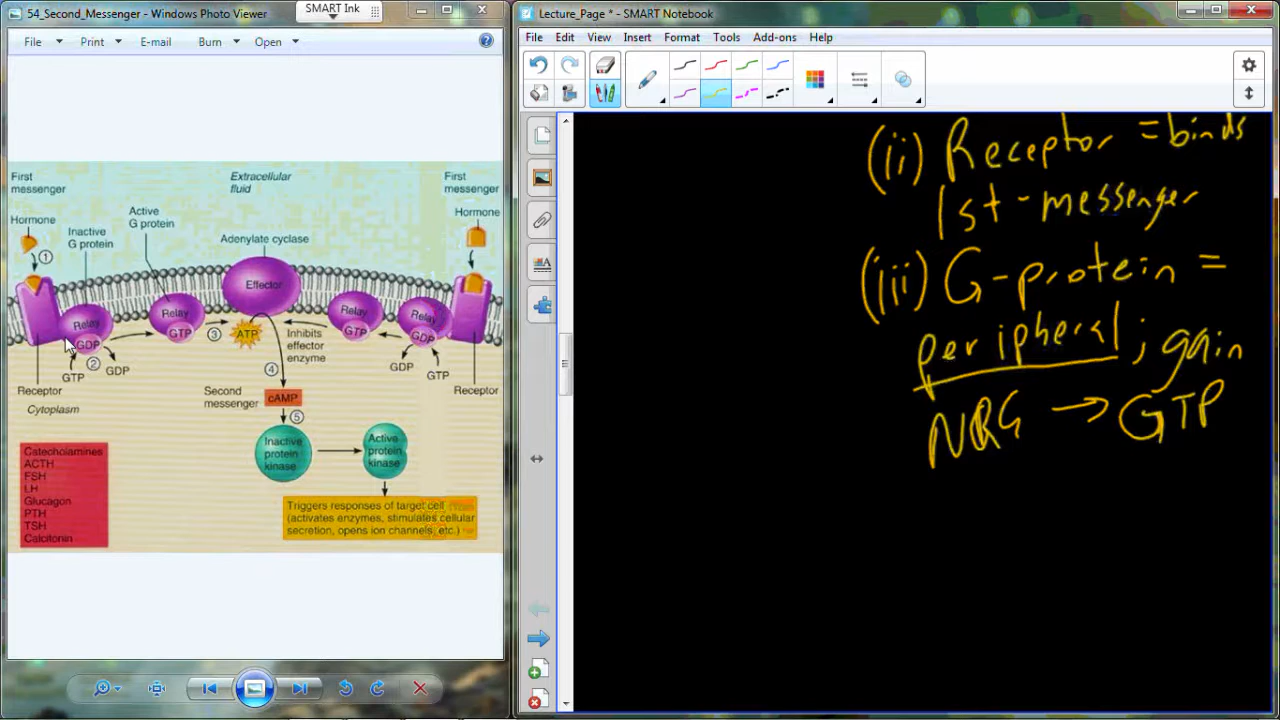 54_Second_Messenger - Windows Photo Viewer
SMART Ink
File Print E-mail Burn Open
First
messenger
Extracellular
fluid
First
messenger
Hormone
Active
G protein
Hormone
Inactive
G protein
Adenylate cyclase
1
Effector
Relay
GDP
Relay
GTP
3
ATP
Inhibits
effector
enzyme
Relay
GTP
Relay
GDP
2
GTP
GDP
4
GDP
GTP
Receptor
Second
messenger
cAMP
Receptor
Cytoplasm
5
Inactive
protein
kinase
Active
protein
kinase
Catecholamines
ACTH
FSH
LH
Glucagon
PTH
TSH
Calcitonin
Triggers responses of target cell
(activates enzymes, stimulates cellular
secretion, opens ion channels, etc.)
Lecture_Page * - SMART Notebook
File Edit View Insert Format Tools Add-ons Help
(ii) Receptor = binds
1st - messenger
(iii) G-protein =
peripheral; gain
NRG → GTP